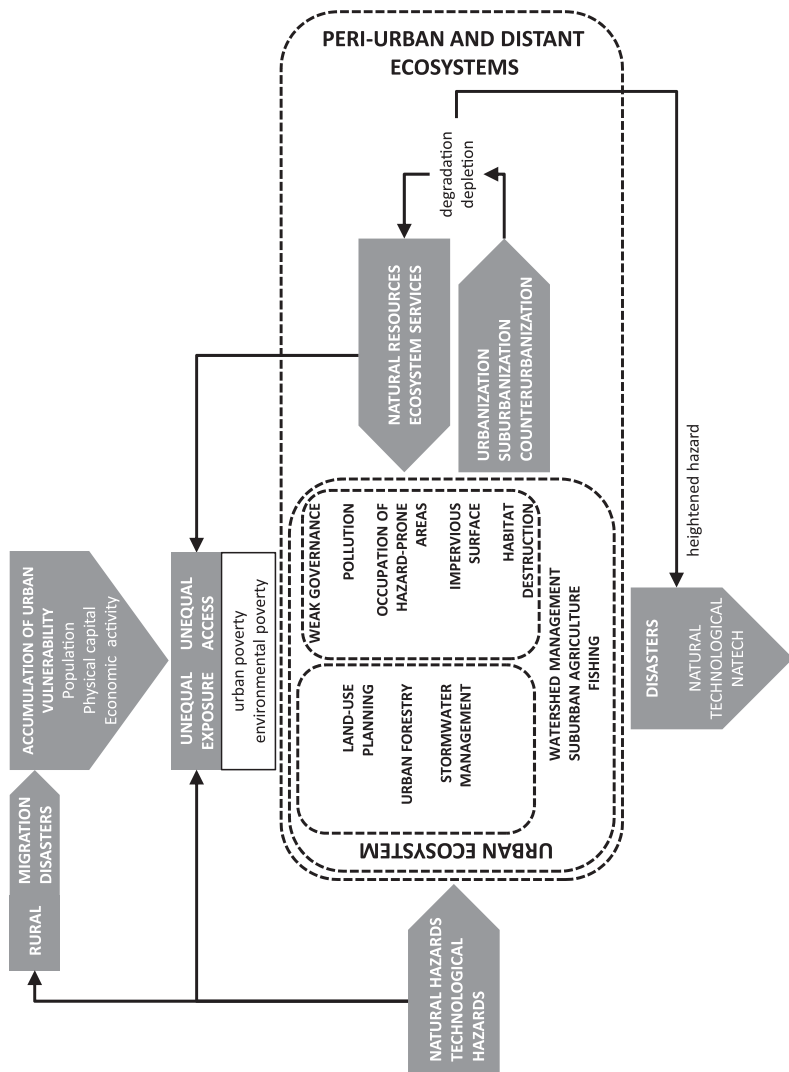 RURAL
MIGRATION
DISASTERS
ACCUMULATION OF URBAN
VULNERABILITY
Population
Physical capital
Economic activity
UNEQUAL
EXPOSURE
UNEQUAL
ACCESS
urban poverty
environmental poverty
NATURAL HAZARDS
TECHNOLOGICAL
HAZARDS
URBAN ECOSYSTEM
LAND-USE
PLANNING
URBAN FORESTRY
STORMWATER
MANAGEMENT
WEAK GOVERNANCE
POLLUTION
OCCUPATION OF
HAZARD-PRONE
AREAS
IMPERVIOUS
SURFACE
HABITAT
DESTRUCTION
WATERSHED MANAGEMENT
SUBURBAN AGRICULTURE
FISHING
NATURAL RESOURCES
ECOSYSTEM SERVICES
URBANIZATION
SUBURBANIZATION
COUNTERURBANIZATION
degradation
depletion
PERI-URBAN AND DISTANT
ECOSYSTEMS
DISASTERS
NATURAL
TECHNOLOGICAL
NATECH
heightened hazard